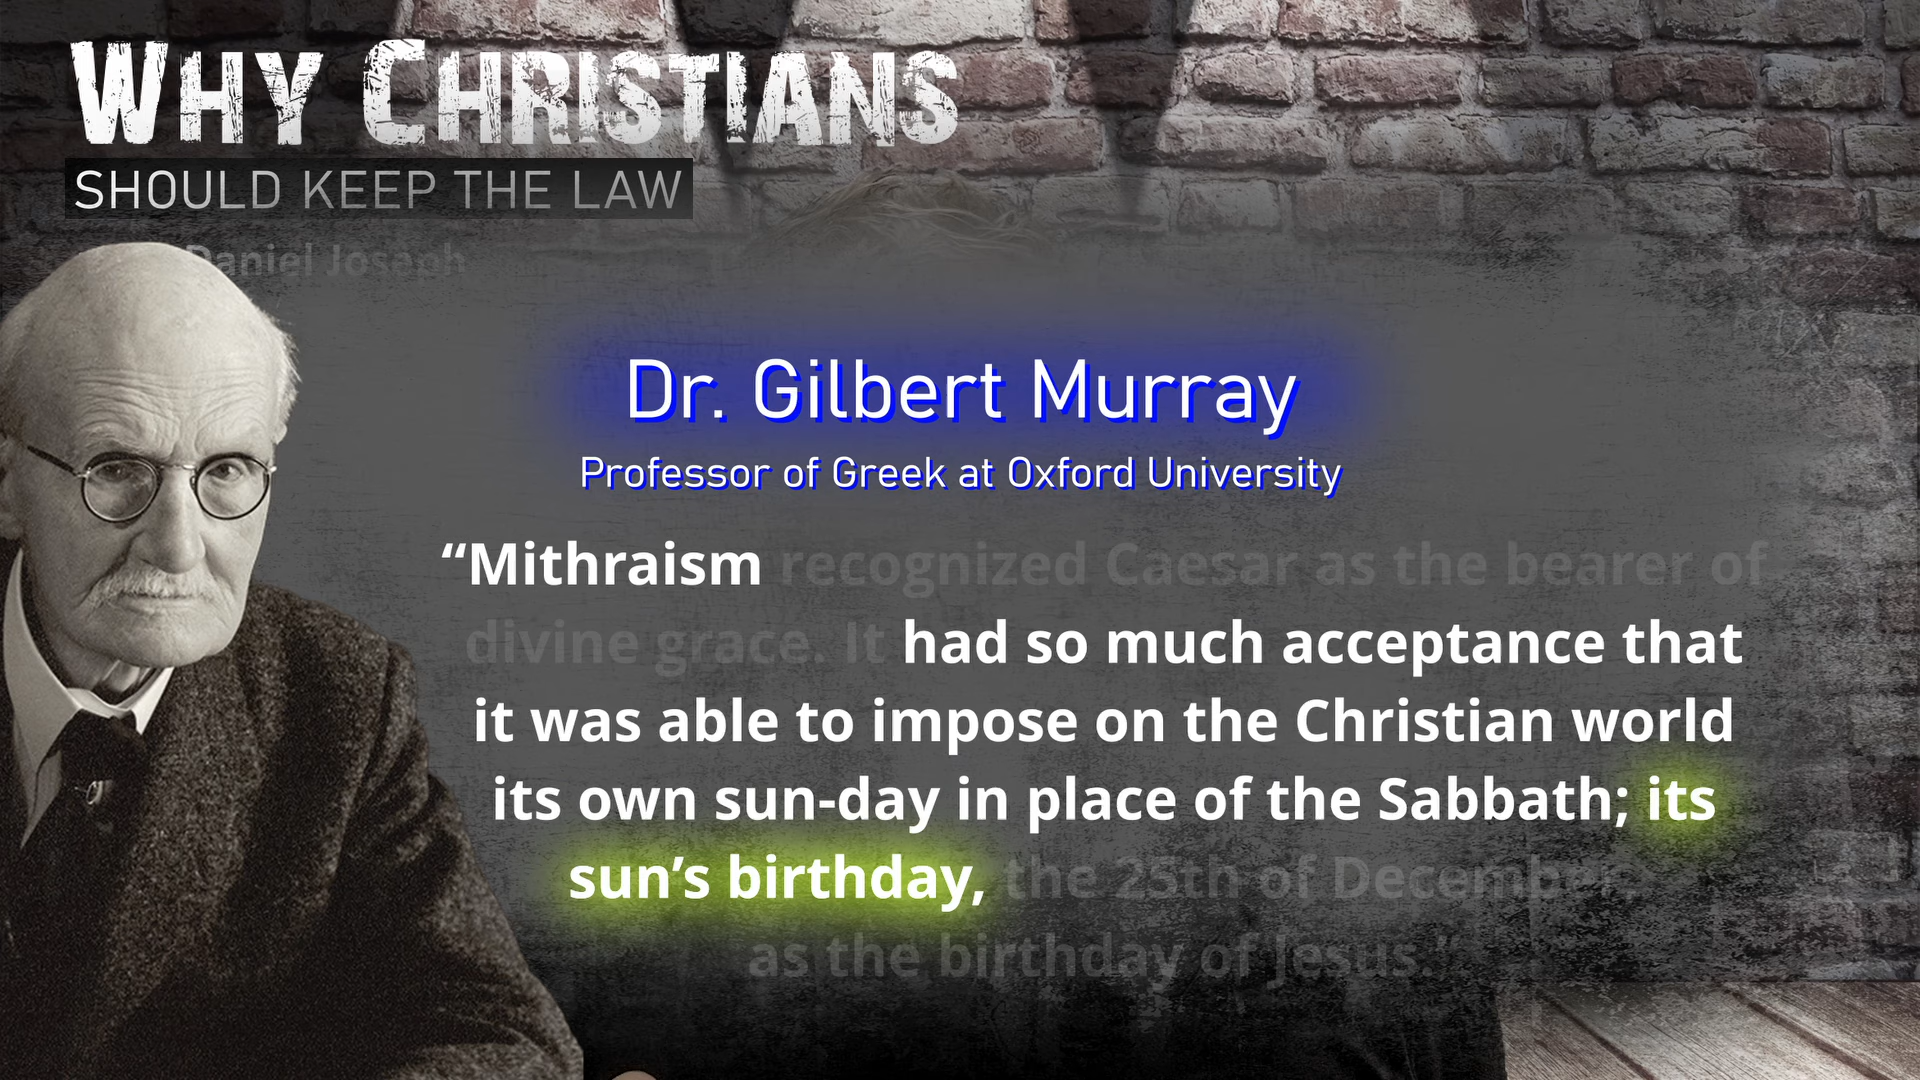 WHY CHRISTIANS
SHOULD KEEP THE LAW
Daniel Joseph
Dr. Gilbert Murray
Professor of Greek at Oxford University
“Mithraism recognized Caesar as the bearer of
divine grace. It had so much acceptance that
it was able to impose on the Christian world
its own sun-day in place of the Sabbath; its
sun’s birthday, the 25th of December,
as the birthday of Jesus.”